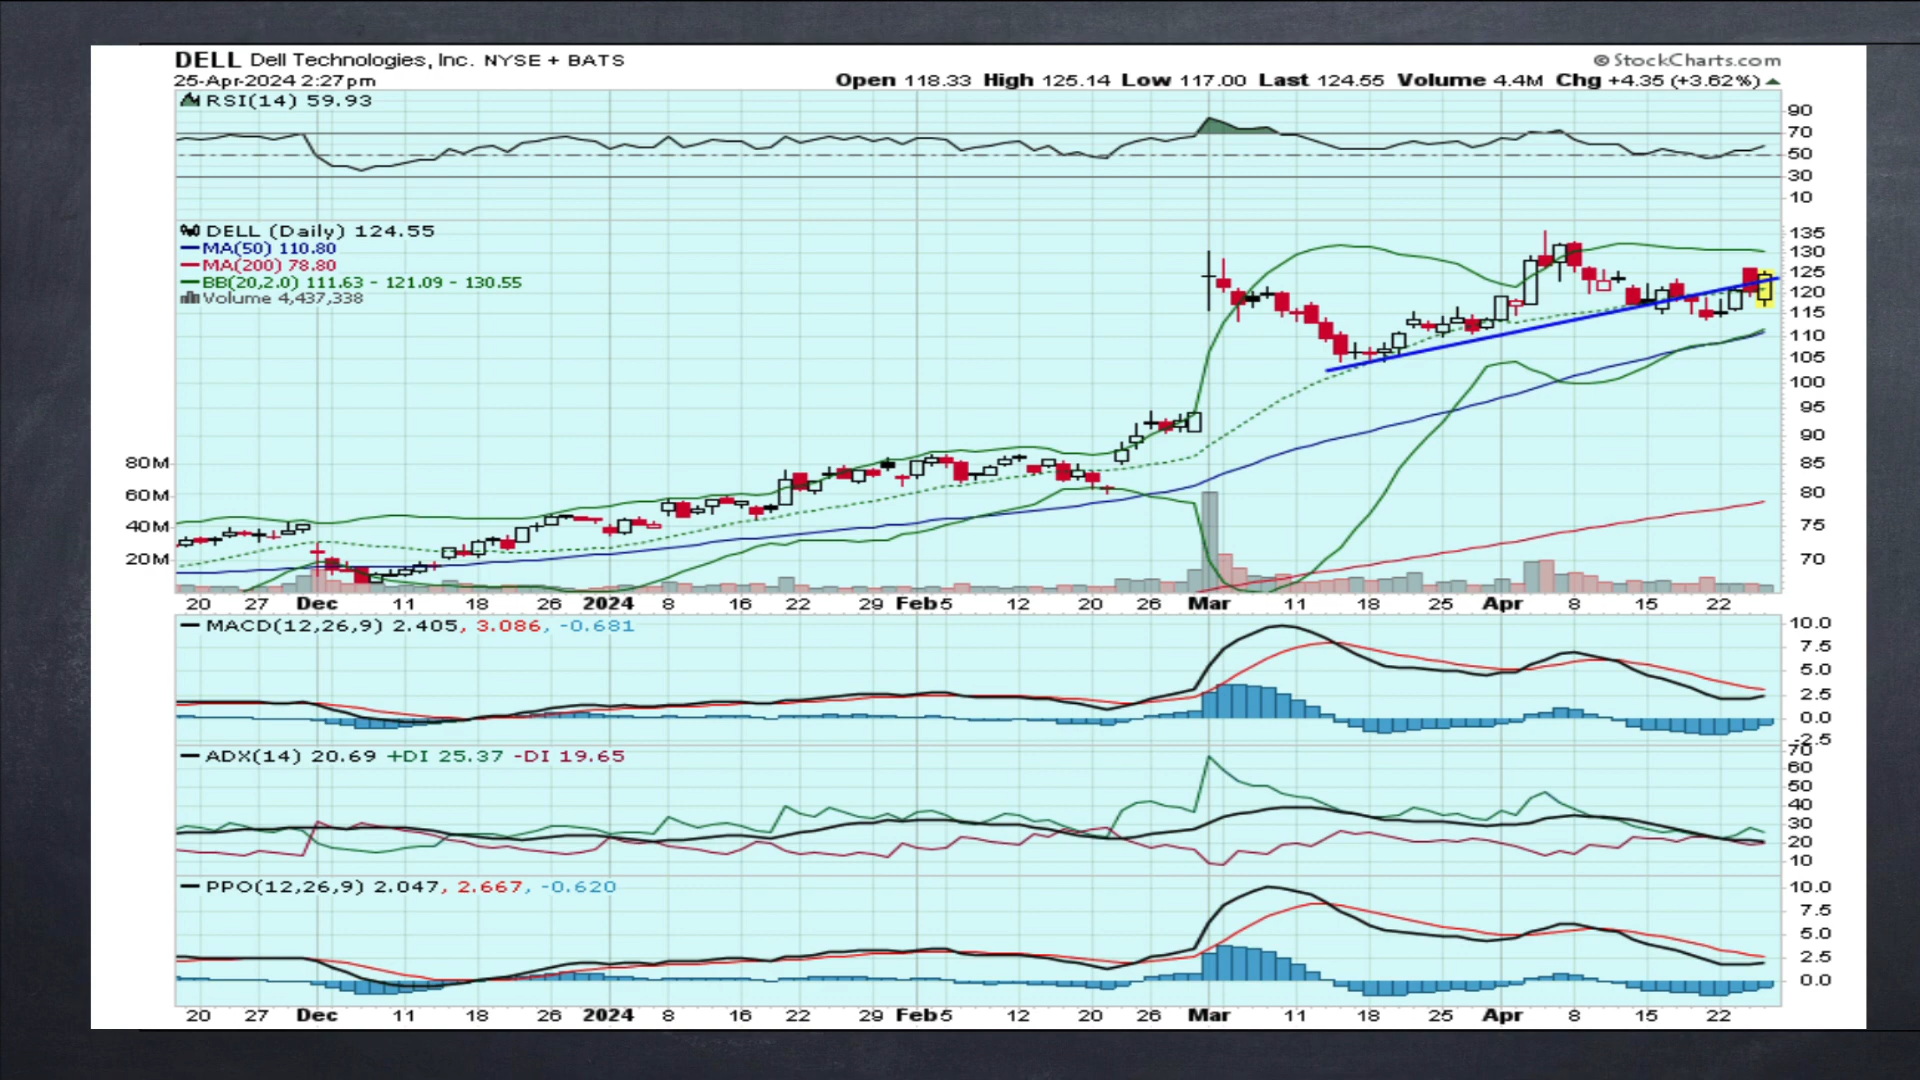 DELL Dell Technologies, Inc. NYSE + BATS
© StockCharts.com
25-Apr-2024 2:27pm
Open 118.33 High 125.14 Low 117.00 Last 124.55 Volume 4.4M Chg +4.35 (+3.62%)
RSI(14) 59.93
90
70
50
30
10
DELL (Daily) 124.55
MA(50) 110.80
MA(200) 78.80
BB(20,2.0) 111.63 - 121.09 - 130.55
Volume 4,437,338
135
130
125
120
115
110
105
100
95
90
85
80
75
70
80M
60M
40M
20M
20 27 Dec 11 18 26 2024 8 16 22 29 Feb 5 12 20 26 Mar 11 18 25 Apr 8 15 22
MACD(12,26,9) 2.405, 3.086, -0.681
10.0
7.5
5.0
2.5
0.0
-2.5
ADX(14) 20.69 +DI 25.37 -DI 19.65
70
60
50
40
30
20
10
PPO(12,26,9) 2.047, 2.667, -0.620
10.0
7.5
5.0
2.5
0.0
20 27 Dec 11 18 26 2024 8 16 22 29 Feb 5 12 20 26 Mar 11 18 25 Apr 8 15 22